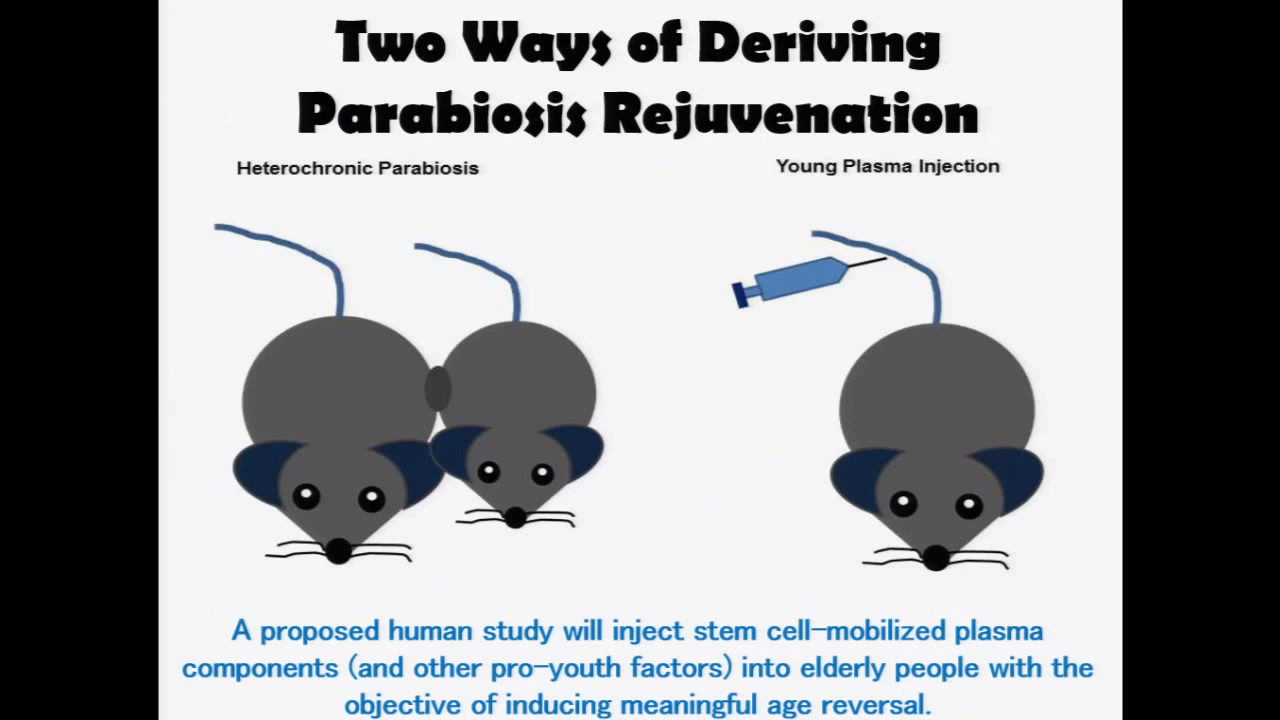 Two Ways of Deriving
Parabiosis Rejuvenation
Heterochronic Parabiosis
Young Plasma Injection
A proposed human study will inject stem cell-mobilized plasma
components (and other pro-youth factors) into elderly people with the
objective of inducing meaningful age reversal.